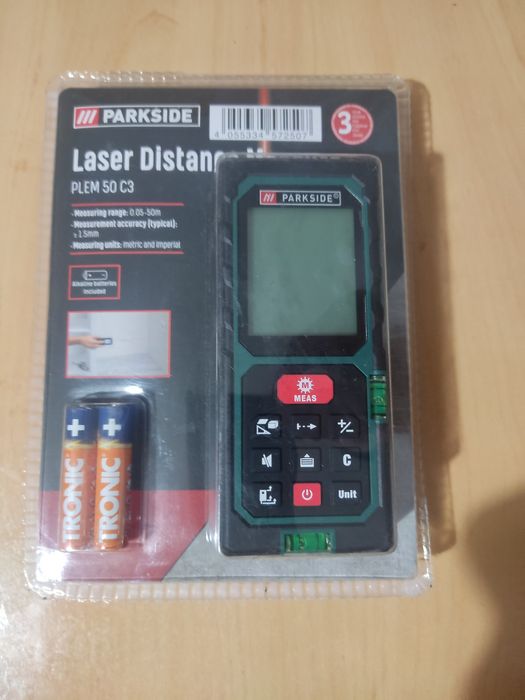 PARKSIDE
4 055334 572507
3
Laser Distance
PLEM 50 C3
- Measuring range: 0.05-50m
- Measurement accuracy (typical):
± 1.5mm
- Measuring units: metric and imperial
Alkaline batteries
included
PARKSIDE®
M
MEAS
+/-
C
Unit
+ +
TRONIC TRONIC